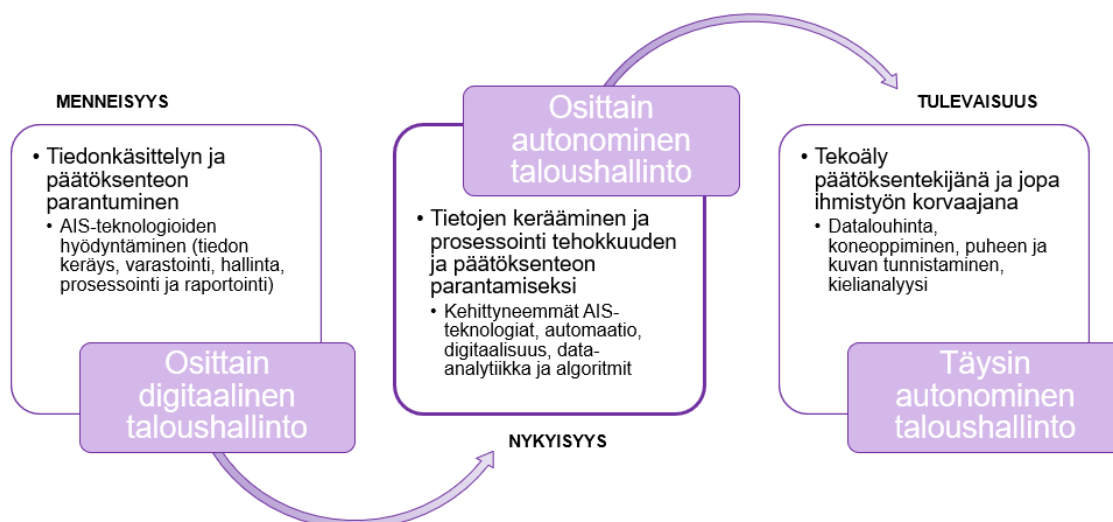 MENNEISYYS
• Tiedonkäsittelyn ja
päätöksenteon
parantuminen
• AIS-teknologioiden
hyödyntäminen (tiedon
keräys, varastointi, hallinta,
prosessointi ja raportointi)
Osittain
digitaalinen
taloushallinto
Osittain
autonominen
taloushallinto
• Tietojen kerääminen ja
prosessointi tehokkuuden
ja päätöksenteon
parantamiseksi
• Kehittyneemmät AIS-
teknologiat, automaatio,
digitaalisuus, data-
analytiikka ja algoritmit
NYKYISYYS
TULEVAISUUS
• Tekoäly
päätöksentekijänä ja jopa
ihmistyön korvaajana
• Datalouhinta,
koneoppiminen, puheen ja
kuvan tunnistaminen,
kielianalyysi
Täysin
autonominen
taloushallinto